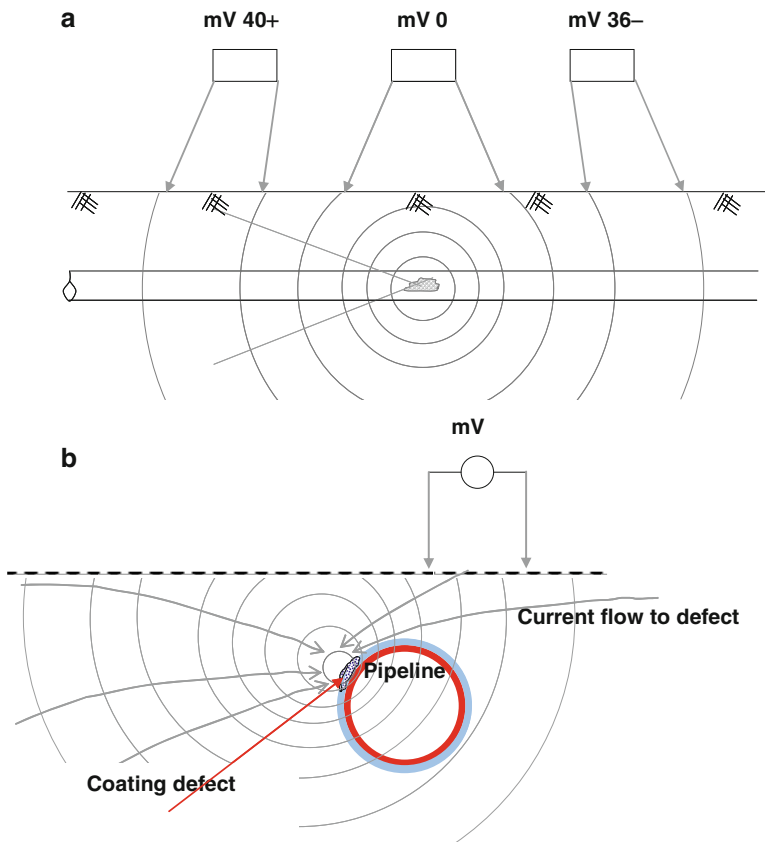 a
mV 40+ mV 0 mV 36–
b
mV
Current flow to defect
Pipeline
Coating defect